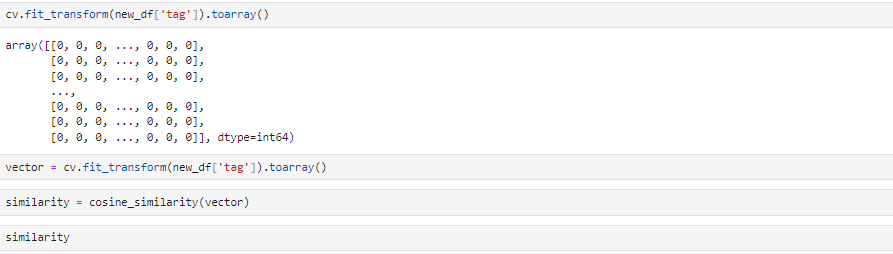 cv.fit_transform(new_df['tag']).toarray()
array([[0, 0, 0, ..., 0, 0, 0],
       [0, 0, 0, ..., 0, 0, 0],
       [0, 0, 0, ..., 0, 0, 0],
       ...,
       [0, 0, 0, ..., 0, 0, 0],
       [0, 0, 0, ..., 0, 0, 0],
       [0, 0, 0, ..., 0, 0, 0]], dtype=int64)
vector = cv.fit_transform(new_df['tag']).toarray()
similarity = cosine_similarity(vector)
similarity